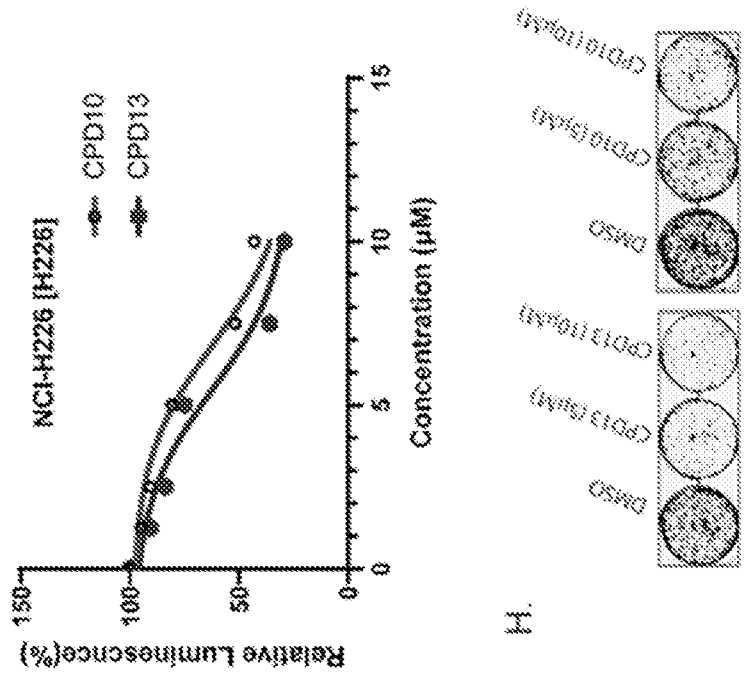 NCI-H226 [H226]
CPD10
CPD13
Relative Luminescnce(%)
150
100
50
0
0
5
10
15
Concentration (µM)
H.
DMSO
CPD13 (5µM)
CPD13 (10µM)
DMSO
CPD10 (5µM)
CPD10 (10µM)